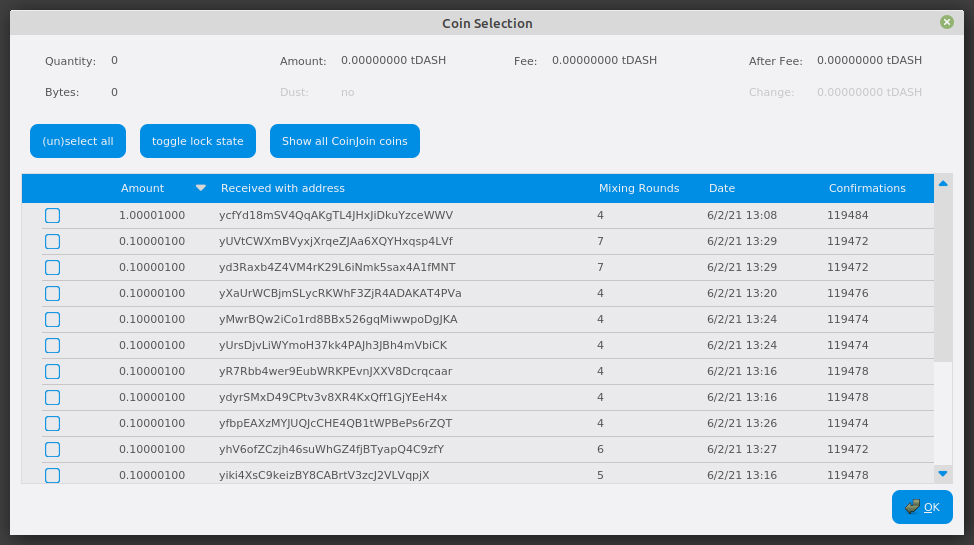 Coin Selection
Quantity: 0 Amount: 0.00000000 tDASH Fee: 0.00000000 tDASH After Fee: 0.00000000 tDASH
Bytes: 0 Dust: no Change: 0.00000000 tDASH
(un)select all toggle lock state Show all CoinJoin coins
Amount Received with address Mixing Rounds Date Confirmations
1.00001000 ycfYd18mSV4QqAKgTL4JHxJiDkuYzceWWV 4 6/2/21 13:08 119484
0.10000100 yUVtCWXmBVyxjXrqeZJAa6XQYHxqsp4LVf 7 6/2/21 13:29 119472
0.10000100 yd3Raxb4Z4VM4rK29L6iNmk5sax4A1fMNT 7 6/2/21 13:29 119472
0.10000100 yXaUrWCBjmSLycRKWhF3ZjR4ADAKAT4PVa 4 6/2/21 13:20 119476
0.10000100 yMwrBQw2iCo1rd8BBx526gqMiwwpoDgJKA 4 6/2/21 13:24 119474
0.10000100 yUrsDjvLiWYmoH37kk4PAJh3JBh4mVbiCK 4 6/2/21 13:24 119474
0.10000100 yR7Rbb4wer9EubWRKPEvnJXXV8Dcrqcaar 4 6/2/21 13:16 119478
0.10000100 ydyrSMxD49CPtv3v8XR4KxQff1GjYEeH4x 4 6/2/21 13:16 119478
0.10000100 yfbpEAXzMYJUQJcCHE4QB1tWPBePs6rZQT 4 6/2/21 13:26 119474
0.10000100 yhV6ofZCzjh46suWhGZ4fjBTyapQ4C9zfY 6 6/2/21 13:27 119472
0.10000100 yiki4XsC9keizBY8CABrtV3zcJ2VLVqpjX 5 6/2/21 13:16 119478
OK